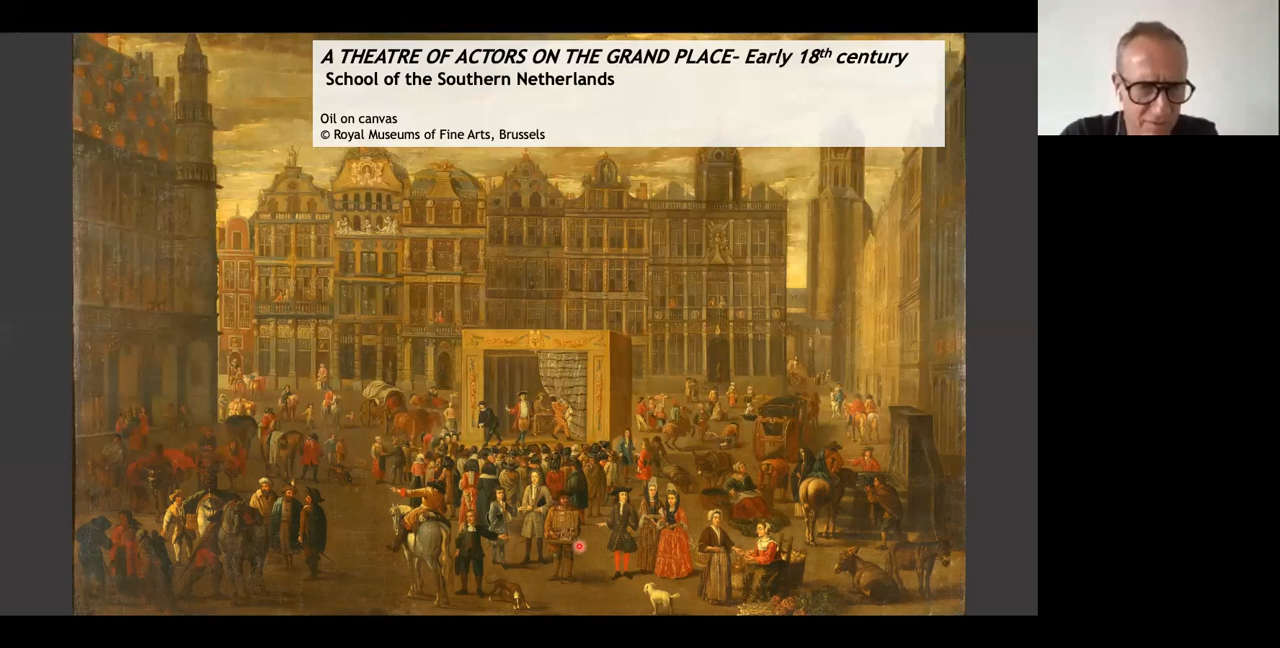 A THEATRE OF ACTORS ON THE GRAND PLACE- Early 18th century
School of the Southern Netherlands
Oil on canvas
© Royal Museums of Fine Arts, Brussels